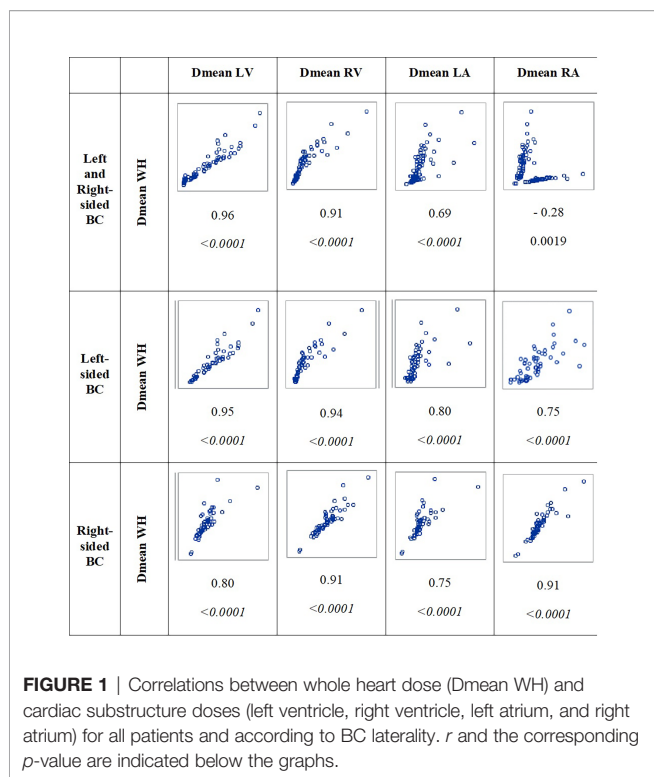 Dmean LV Dmean RV Dmean LA Dmean RA
Left
and
Right-
sided
BC
Dmean WH
0.96 0.91 0.69 - 0.28
<0.0001 <0.0001 <0.0001 0.0019
Left-
sided
BC
Dmean WH
0.95 0.94 0.80 0.75
<0.0001 <0.0001 <0.0001 <0.0001
Right-
sided
BC
Dmean WH
0.80 0.91 0.75 0.91
<0.0001 <0.0001 <0.0001 <0.0001
FIGURE 1 | Correlations between whole heart dose (Dmean WH) and
cardiac substructure doses (left ventricle, right ventricle, left atrium, and right
atrium) for all patients and according to BC laterality. r and the corresponding
p-value are indicated below the graphs.